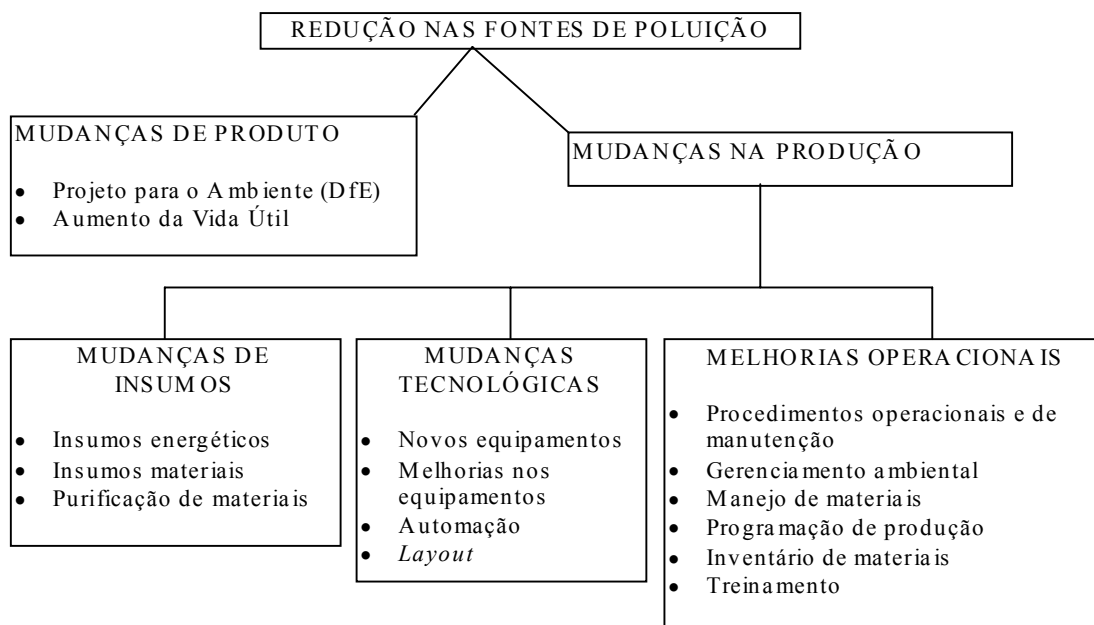 REDUÇÃO NAS FONTES DE POLUIÇÃO
MUDANÇAS DE PRODUTO
• Projeto para o Ambiente (DfE)
• Aumento da Vida Útil
MUDANÇAS NA PRODUÇÃO
MUDANÇAS DE
INSUMOS
• Insumos energéticos
• Insumos materiais
• Purificação de materiais
MUDANÇAS
TECNOLÓGICAS
• Novos equipamentos
• Melhorias nos
equipamentos
• Automação
• Layout
MELHORIAS OPERACIONAIS
• Procedimentos operacionais e de
manutenção
• Gerenciamento ambiental
• Manejo de materiais
• Programação de produção
• Inventário de materiais
• Treinamento